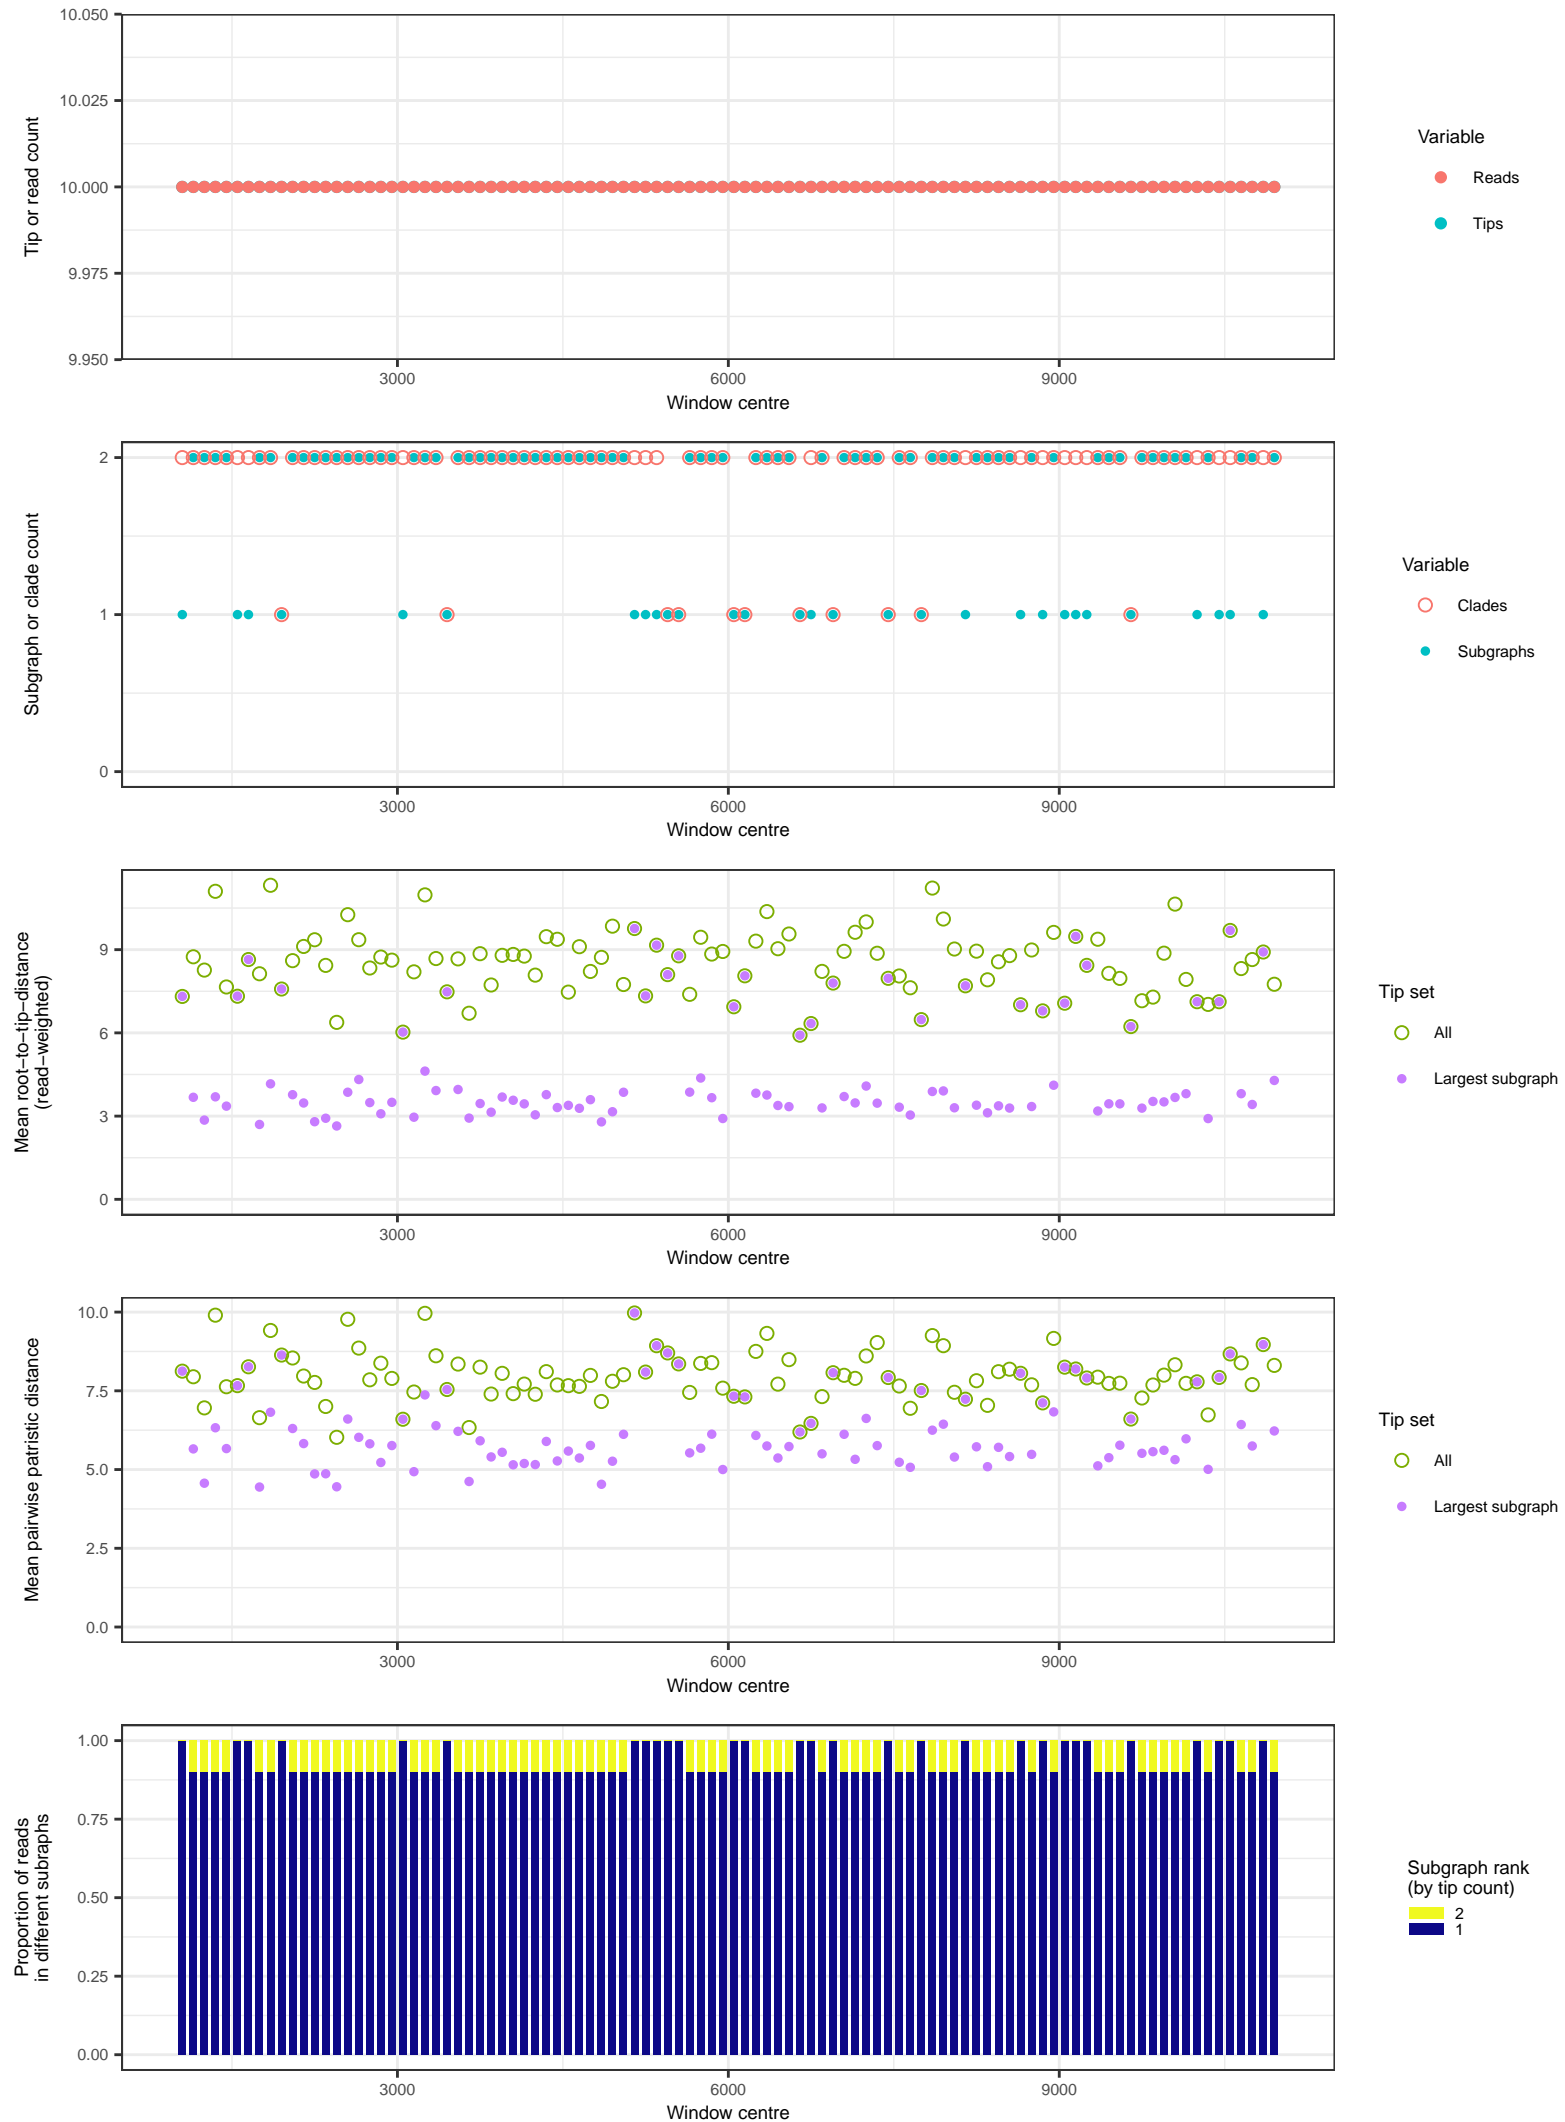 10.050
10.025
10.000
9.975
9.950
Tip or read count
3000
6000
9000
Window centre
Variable
Reads
Tips
2
1
0
Subgraph or clade count
3000
6000
9000
Window centre
Variable
Clades
Subgraphs
9
6
3
0
Mean root−to−tip−distance
(read−weighted)
3000
6000
9000
Window centre
Tip set
All
Largest subgraph
10.0
7.5
5.0
2.5
0.0
Mean pairwise patristic distance
3000
6000
9000
Window centre
Tip set
All
Largest subgraph
1.00
0.75
0.50
0.25
0.00
Proportion of reads
in different subraphs
3000
6000
9000
Window centre
Subgraph rank
(by tip count)
2
1